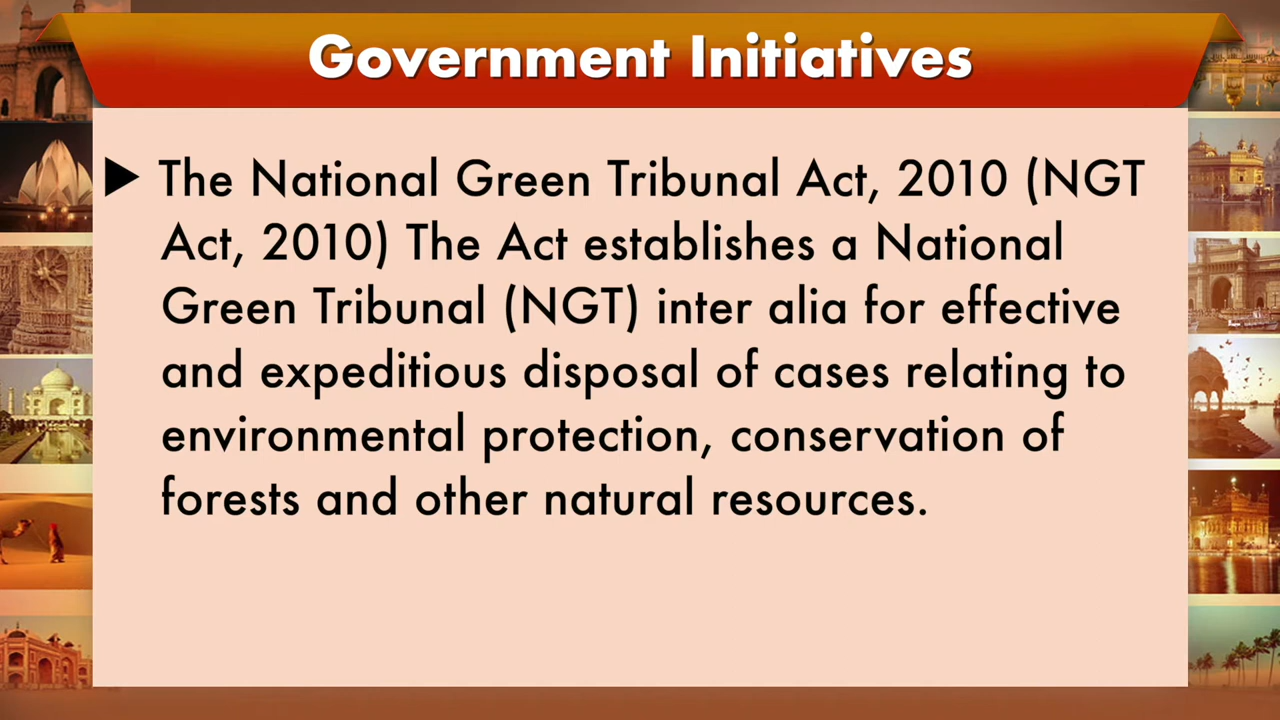 Government Initiatives
The National Green Tribunal Act, 2010 (NGT
Act, 2010) The Act establishes a National
Green Tribunal (NGT) inter alia for effective
and expeditious disposal of cases relating to
environmental protection, conservation of
forests and other natural resources.